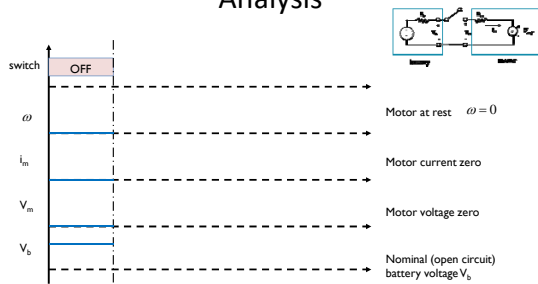 Analysis
switch
OFF
ω
Motor at rest ω=0
i_m
Motor current zero
V_m
Motor voltage zero
V_b
Nominal (open circuit)
battery voltage V_b
battery